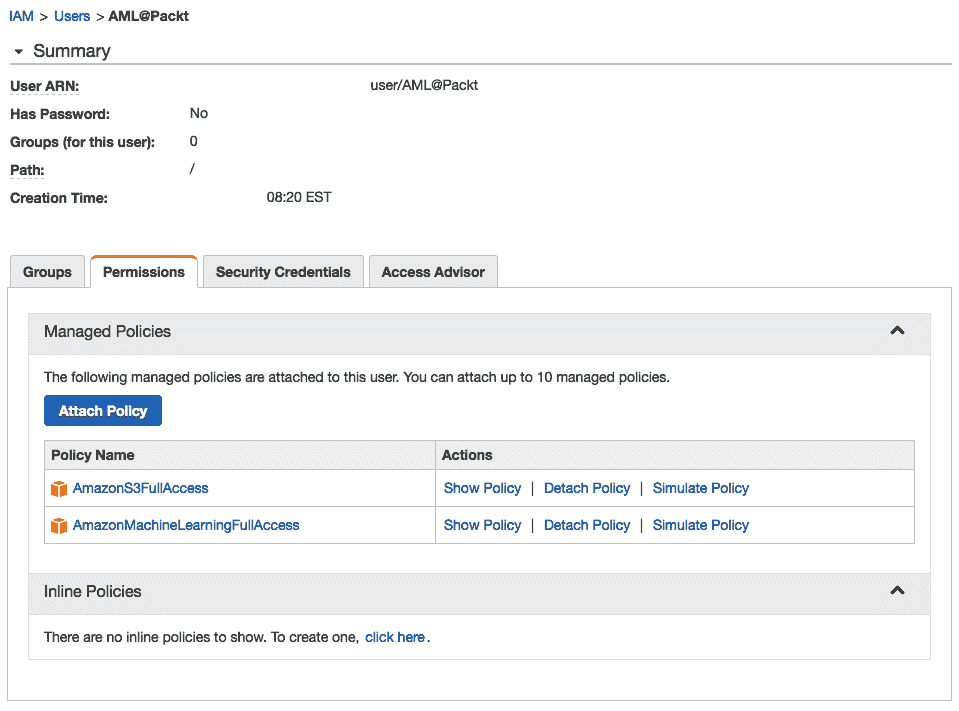 IAM > Users > AML@Packt
Summary
User ARN: user/AML@Packt
Has Password: No
Groups (for this user): 0
Path: /
Creation Time: 08:20 EST
Groups Permissions Security Credentials Access Advisor
Managed Policies
The following managed policies are attached to this user. You can attach up to 10 managed policies.
Attach Policy
Policy Name Actions
AmazonS3FullAccess Show Policy | Detach Policy | Simulate Policy
AmazonMachineLearningFullAccess Show Policy | Detach Policy | Simulate Policy
Inline Policies
There are no inline policies to show. To create one, click here.